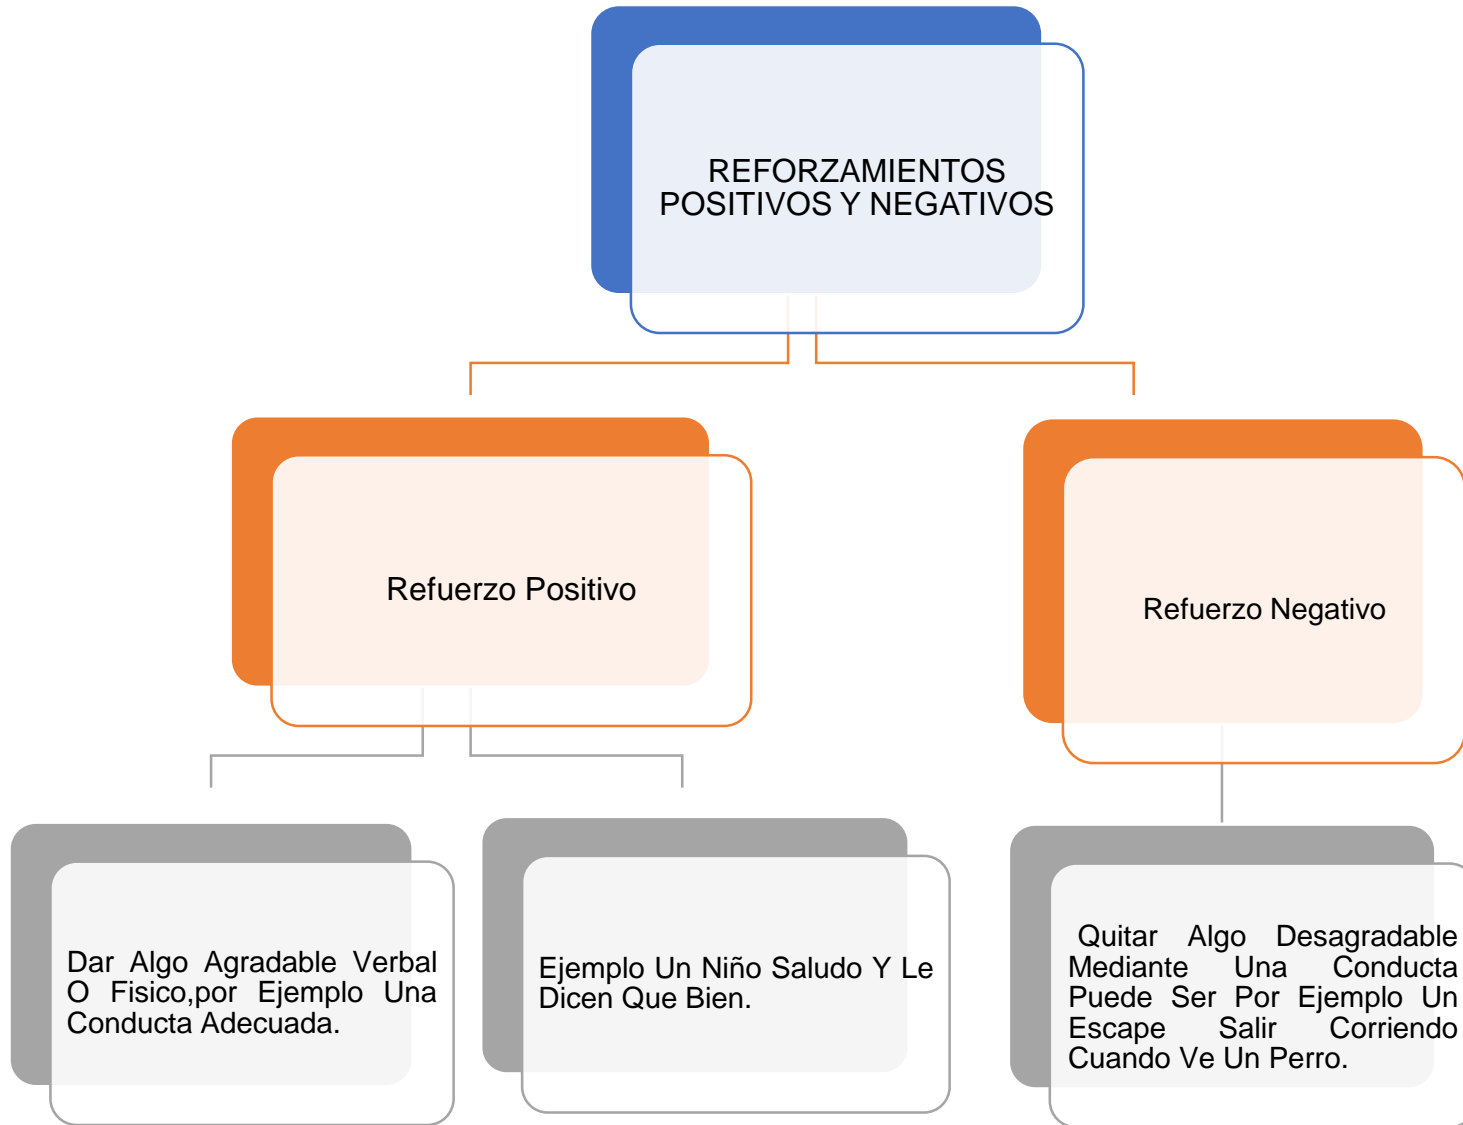 REFORZAMIENTOS
POSITIVOS Y NEGATIVOS
Refuerzo Positivo
Refuerzo Negativo
Dar Algo Agradable Verbal
O Fisico,por Ejemplo Una
Conducta Adecuada.
Ejemplo Un Niño Saludo Y Le
Dicen Que Bien.
Quitar Algo Desagradable
Mediante Una Conducta
Puede Ser Por Ejemplo Un
Escape Salir Corriendo
Cuando Ve Un Perro.